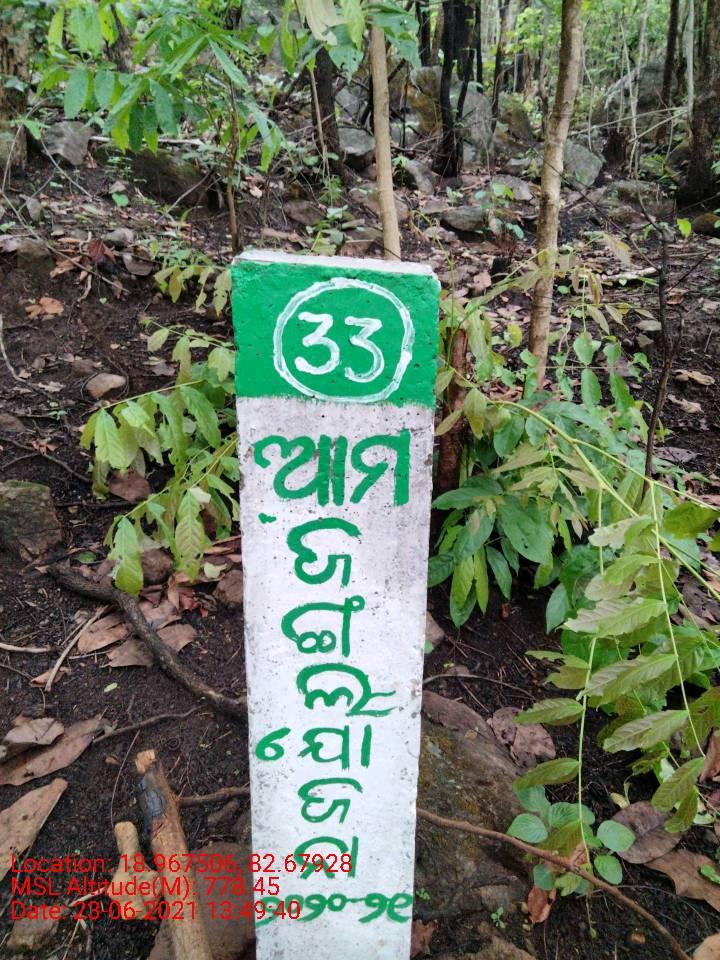 33
ଆମ
ଜ
ଙ୍ଗ
ଲ
ଯୋ
ଜ
ନା
୨୦୨୦-୨୧
Location: 18.967506, 82.67928
MSL Altitude(M): 778.45
Date: 23-06-2021 13:49:40